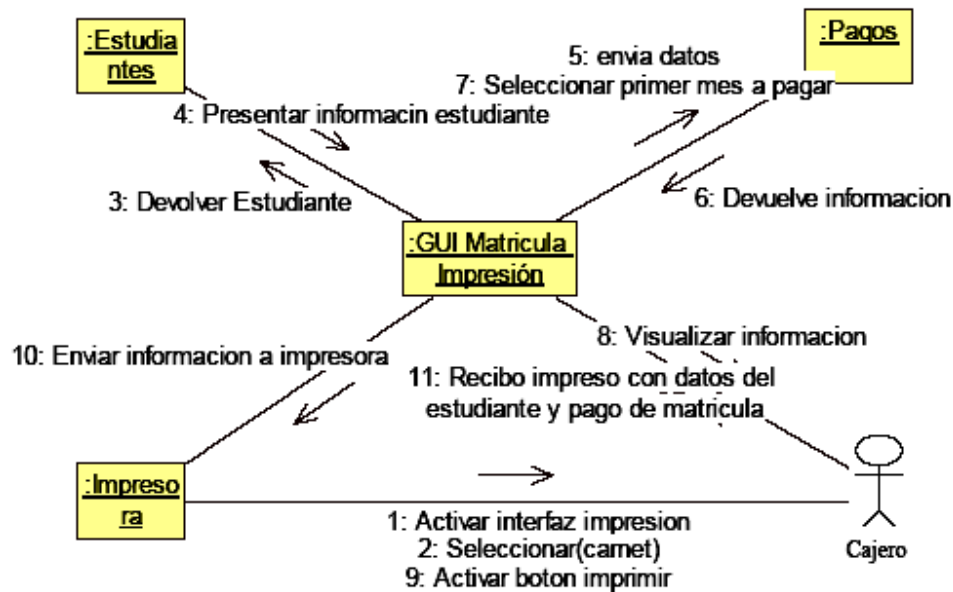 :Estudia
ntes
:Pagos
5: envia datos
7: Seleccionar primer mes a pagar
4: Presentar informacin estudiante
3: Devolver Estudiante
6: Devuelve informacion
:GUI Matricula
Impresión
8: Visualizar informacion
10: Enviar informacion a impresora
11: Recibo impreso con datos del
estudiante y pago de matricula
:Impreso
ra
1: Activar interfaz impresion
2: Seleccionar(carnet)
9: Activar boton imprimir
Cajero